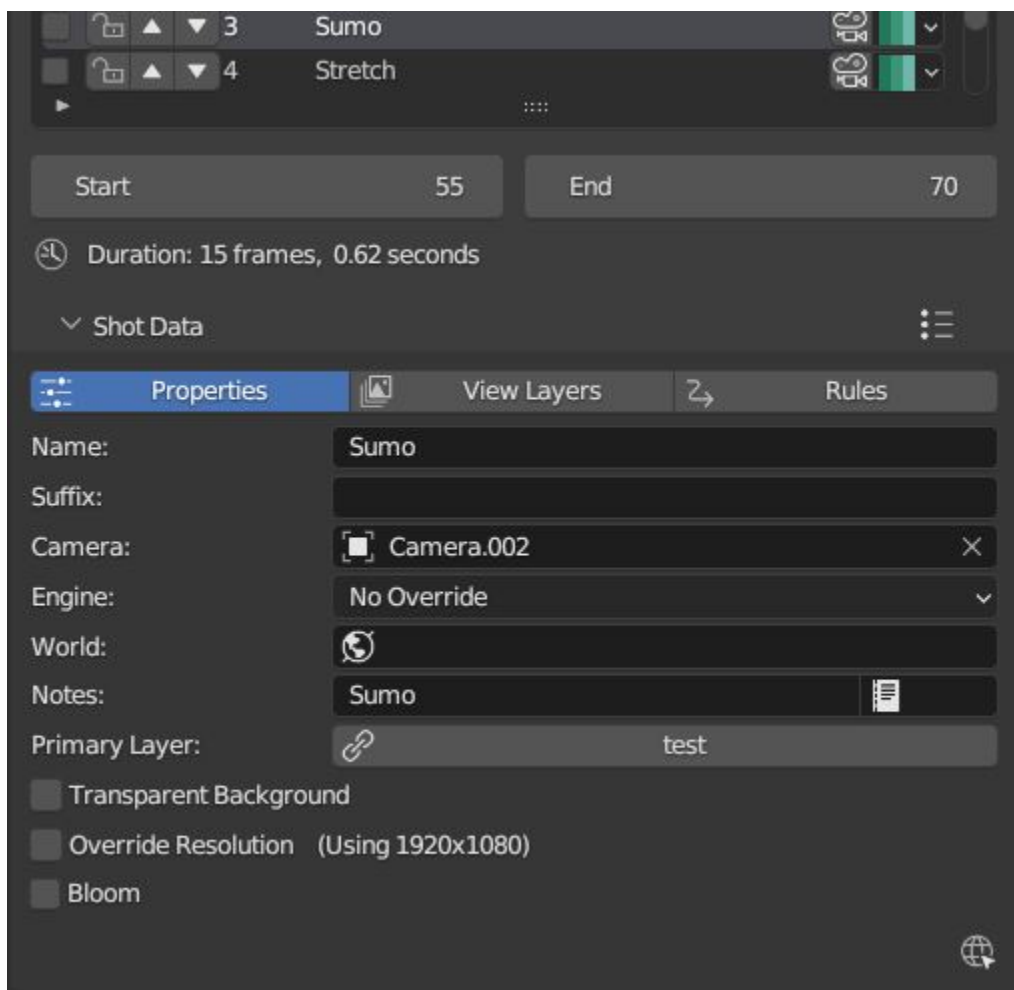 3 Sumo
4 Stretch
Start 55 End 70
Duration: 15 frames, 0.62 seconds
Shot Data
Properties View Layers Rules
Name: Sumo
Suffix:
Camera: Camera.002
Engine: No Override
World:
Notes: Sumo
Primary Layer: test
Transparent Background
Override Resolution (Using 1920x1080)
Bloom